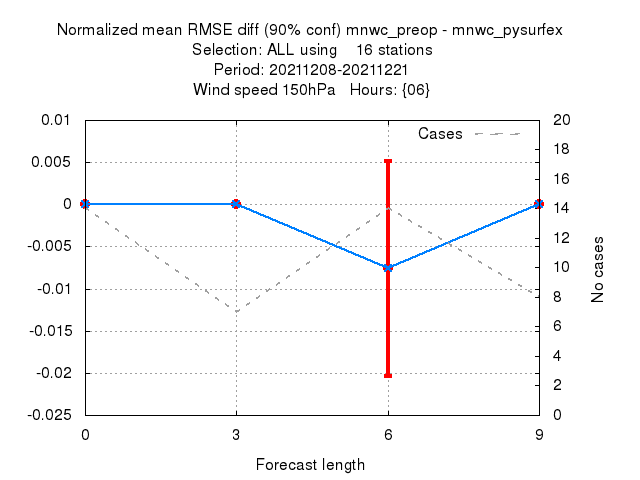 Normalized mean RMSE diff (90% conf) mnwc_preop - mnwc_pysurfex
Selection: ALL using    16 stations
Period: 20211208-20211221
Wind speed 150hPa   Hours: {06}
0.01
0.005
0
-0.005
-0.01
-0.015
-0.02
-0.025
Cases
20
18
16
14
12
10
8
6
4
2
0
No cases
0 3 6 9
Forecast length